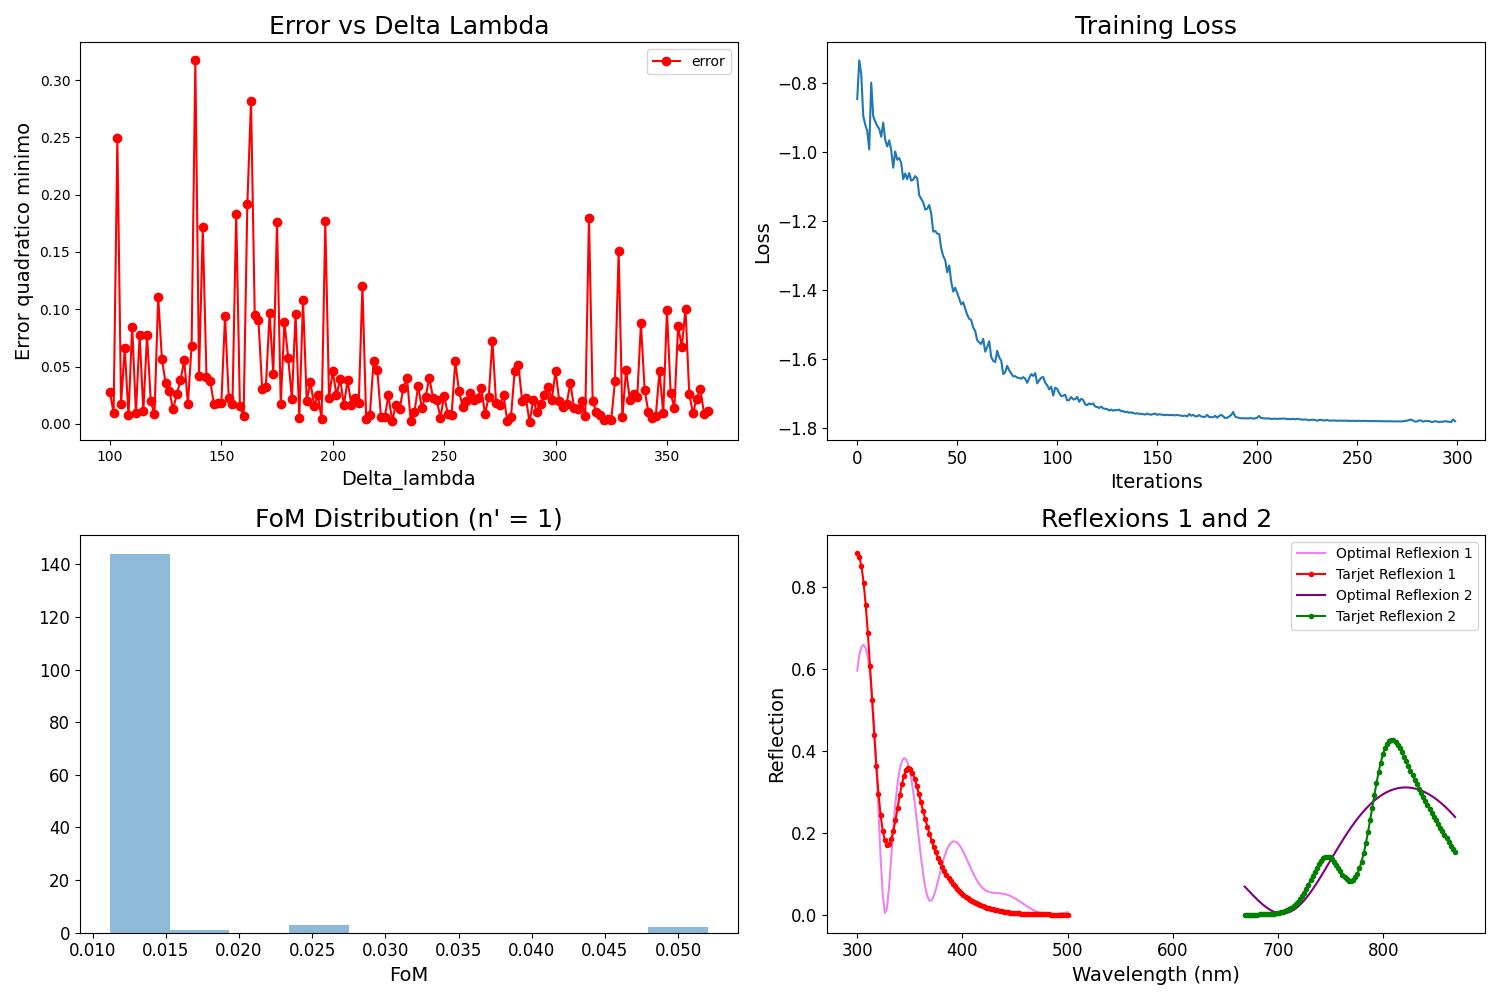 Error vs Delta Lambda
error
Error quadratico minimo
0.30
0.25
0.20
0.15
0.10
0.05
0.00
100 150 200 250 300 350
Delta_lambda
Training Loss
Loss
−0.8
−1.0
−1.2
−1.4
−1.6
−1.8
0 50 100 150 200 250 300
Iterations
FoM Distribution (n' = 1)
140
120
100
80
60
40
20
0
0.010 0.015 0.020 0.025 0.030 0.035 0.040 0.045 0.050
FoM
Reflexions 1 and 2
Optimal Reflexion 1
Tarjet Reflexion 1
Optimal Reflexion 2
Tarjet Reflexion 2
Reflection
0.8
0.6
0.4
0.2
0.0
300 400 500 600 700 800
Wavelength (nm)